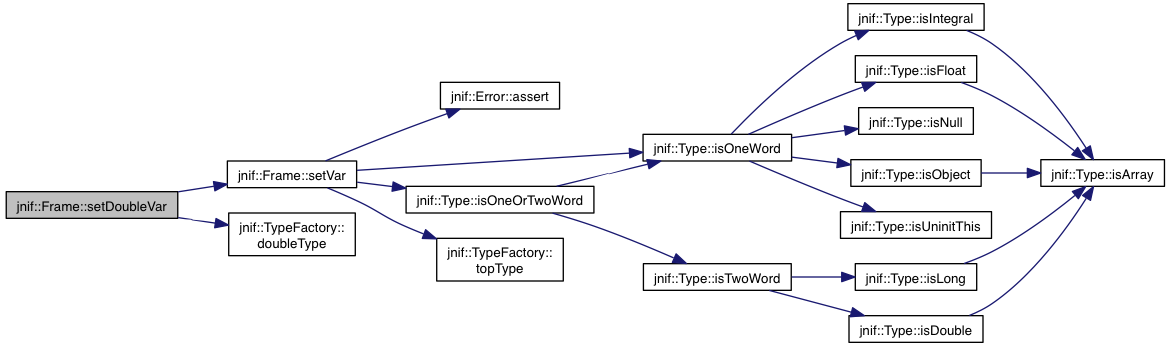 jnif::Frame::setDoubleVar
jnif::Frame::setVar
jnif::TypeFactory::
doubleType
jnif::Error::assert
jnif::Type::isOneOrTwoWord
jnif::TypeFactory::
topType
jnif::Type::isOneWord
jnif::Type::isTwoWord
jnif::Type::isIntegral
jnif::Type::isFloat
jnif::Type::isNull
jnif::Type::isObject
jnif::Type::isUninitThis
jnif::Type::isLong
jnif::Type::isDouble
jnif::Type::isArray